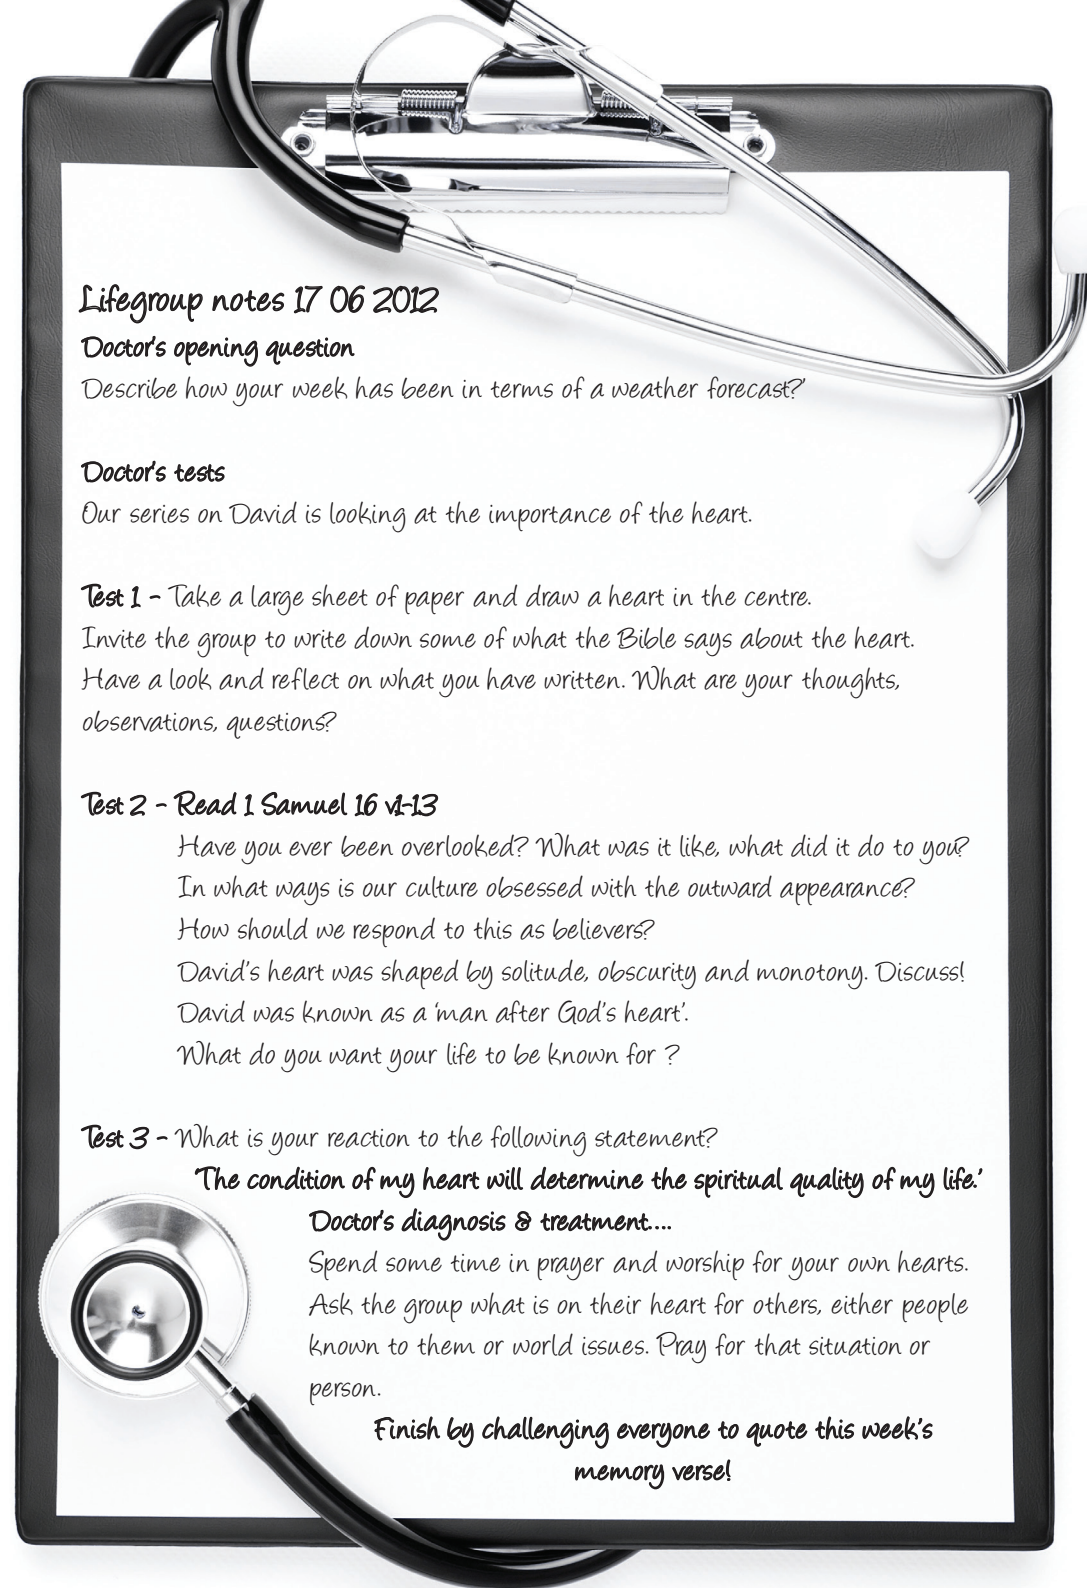 Lifegroup notes 17 06 2012
Doctor's opening question
Describe how your week has been in terms of a weather forecast?'
Doctor's tests
Our series on David is looking at the importance of the heart.
Test 1 - Take a large sheet of paper and draw a heart in the centre.
Invite the group to write down some of what the Bible says about the heart.
Have a look and reflect on what you have written. What are your thoughts,
observations, questions?
Test 2 - Read 1 Samuel 16 v1-13
Have you ever been overlooked? What was it like, what did it do to you?
In what ways is our culture obsessed with the outward appearance?
How should we respond to this as believers?
David's heart was shaped by solitude, obscurity and monotony. Discuss!
David was known as a 'man after God's heart'.
What do you want your life to be known for ?
Test 3 - What is your reaction to the following statement?
'The condition of my heart will determine the spiritual quality of my life.'
Doctor's diagnosis & treatment....
Spend some time in prayer and worship for your own hearts.
Ask the group what is on their heart for others, either people
known to them or world issues. Pray for that situation or
person.
Finish by challenging everyone to quote this week's
memory verse!